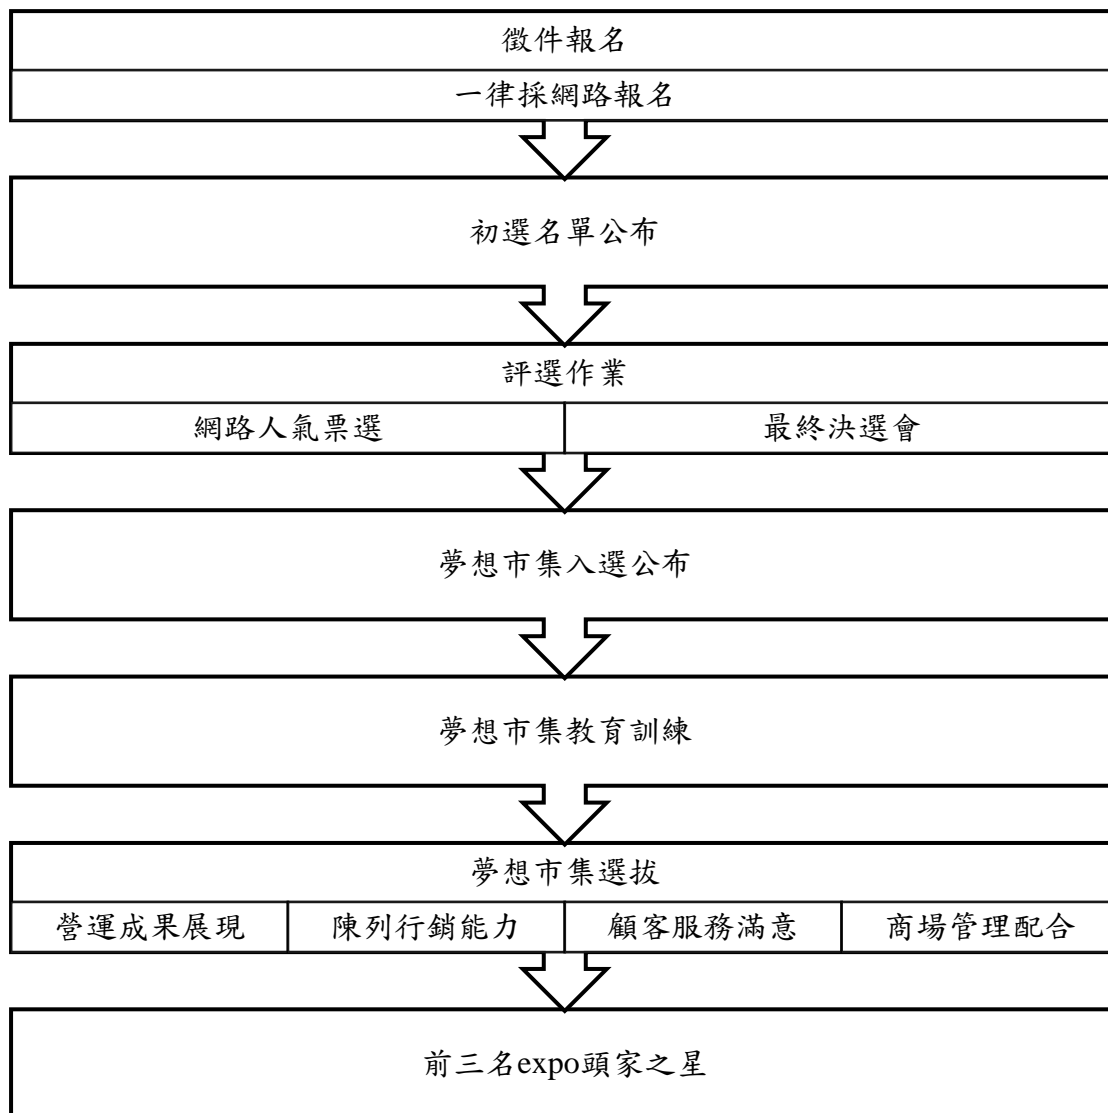 徵件報名
一律採網路報名
初選名單公布
評選作業
網路人氣票選
最終決選會
夢想市集入選公布
夢想市集教育訓練
夢想市集選拔
營運成果展現
陳列行銷能力
顧客服務滿意
商場管理配合
前三名expo頭家之星